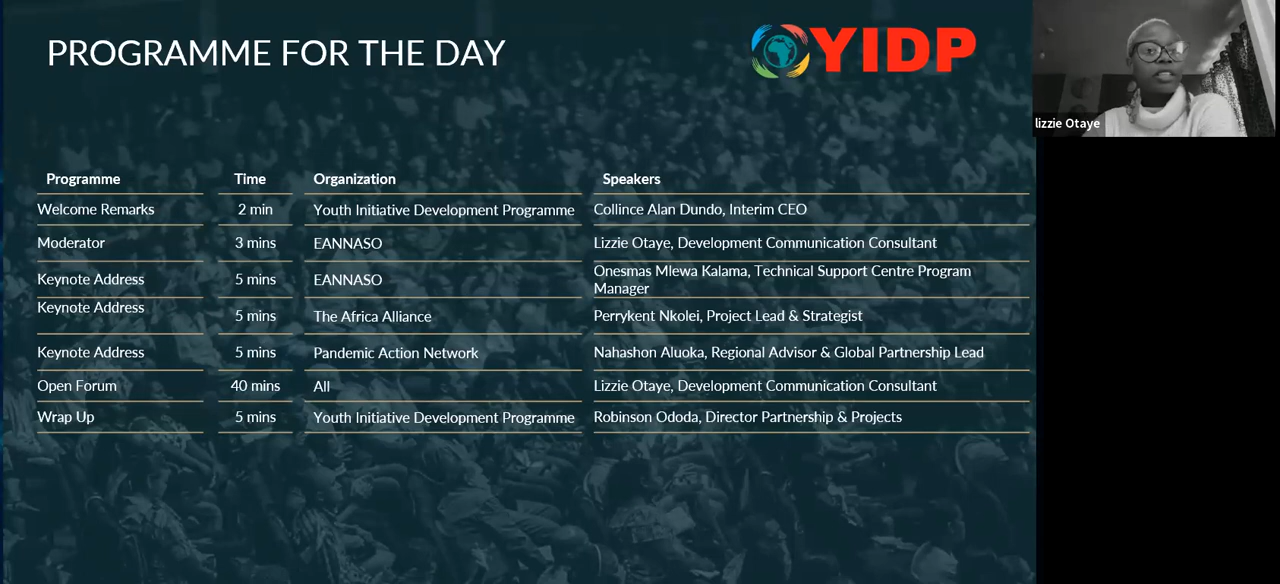 PROGRAMME FOR THE DAY
YIDP
lizzie Otaye
Programme Time Organization Speakers
Welcome Remarks 2 min Youth Initiative Development Programme Collince Alan Dundo, Interim CEO
Moderator 3 mins EANNASO Lizzie Otaye, Development Communication Consultant
Keynote Address 5 mins EANNASO Onesmas Mlewa Kalama, Technical Support Centre Program
Manager
Keynote Address 5 mins The Africa Alliance Perrykent Nkolei, Project Lead & Strategist
Keynote Address 5 mins Pandemic Action Network Nahashon Aluoka, Regional Advisor & Global Partnership Lead
Open Forum 40 mins All Lizzie Otaye, Development Communication Consultant
Wrap Up 5 mins Youth Initiative Development Programme Robinson Ododa, Director Partnership & Projects